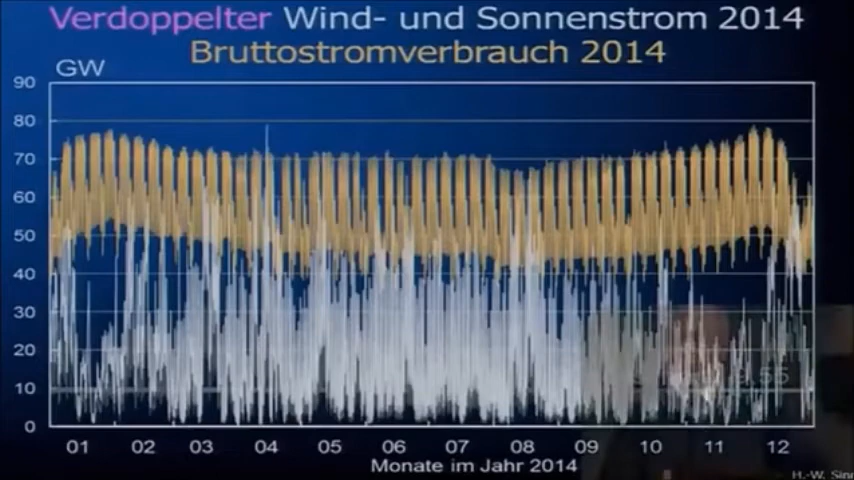 Verdoppelter Wind- und Sonnenstrom 2014
Bruttostromverbrauch 2014
GW
90
80
70
60
50
40
30
20
10
0
01 02 03 04 05 06 07 08 09 10 11 12
Monate im Jahr 2014
H.-W. Sinn